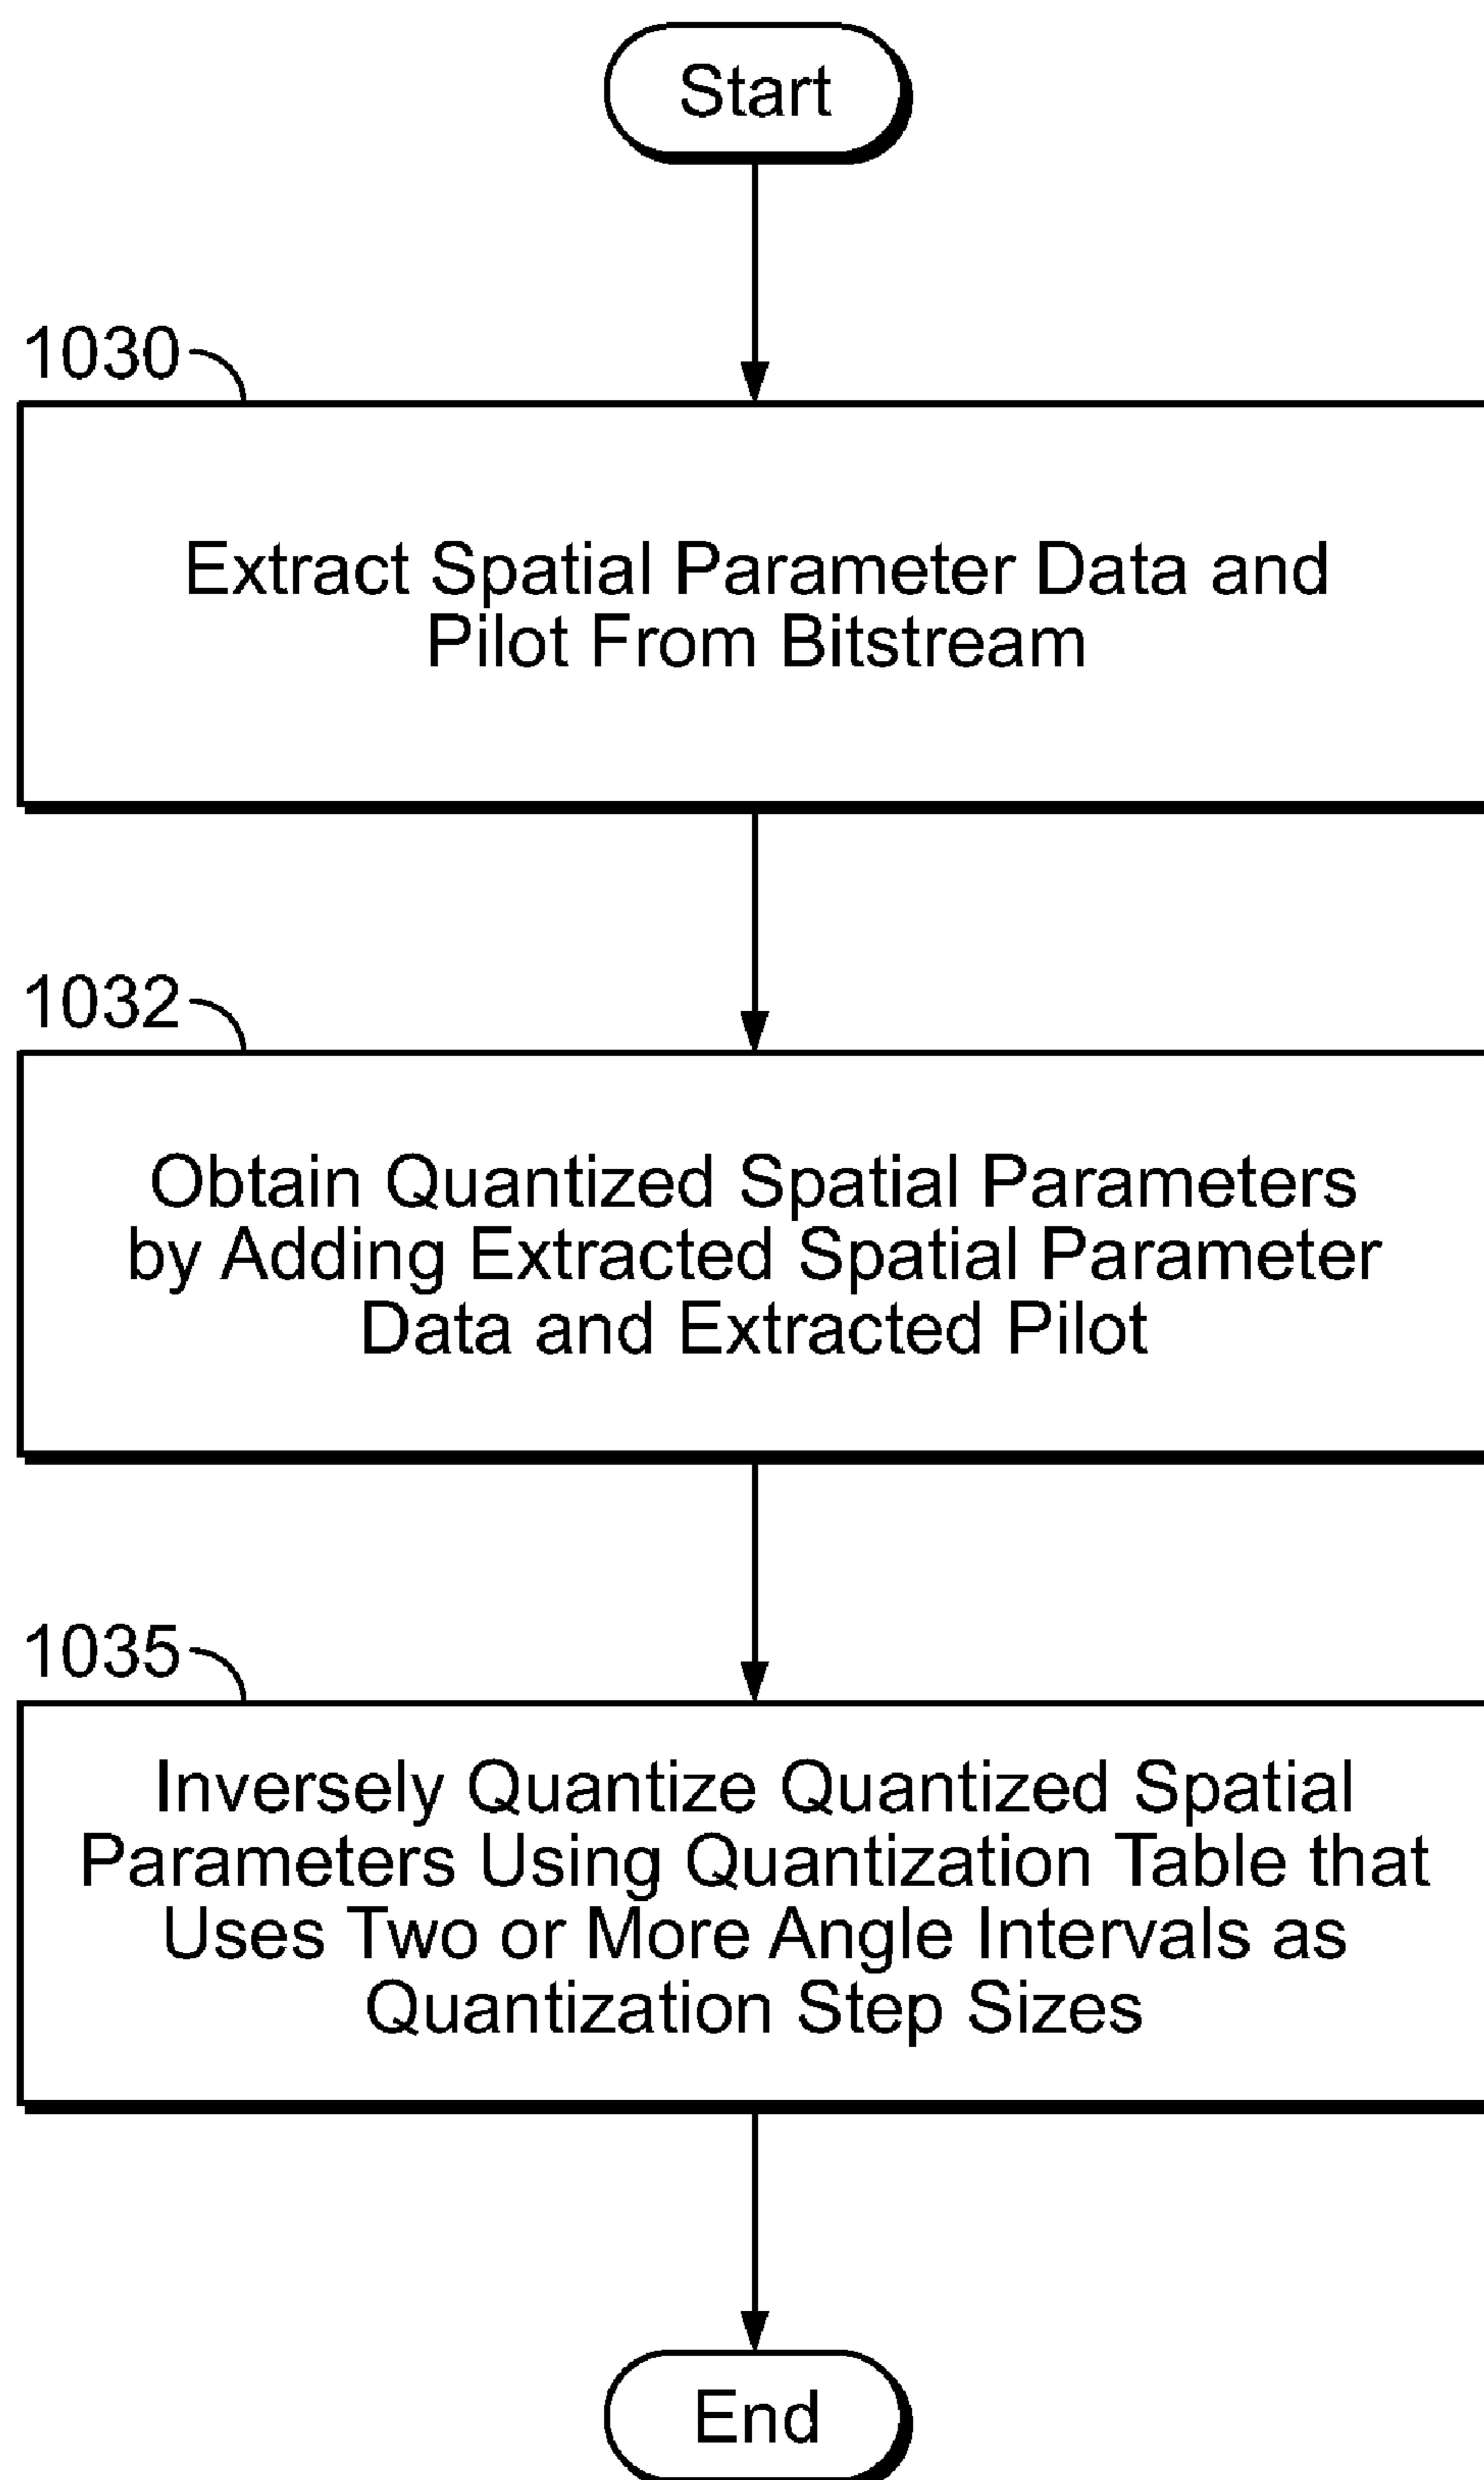 Start
1030
Extract Spatial Parameter Data and
Pilot From Bitstream
1032
Obtain Quantized Spatial Parameters
by Adding Extracted Spatial Parameter
Data and Extracted Pilot
1035
Inversely Quantize Quantized Spatial
Parameters Using Quantization Table that
Uses Two or More Angle Intervals as
Quantization Step Sizes
End